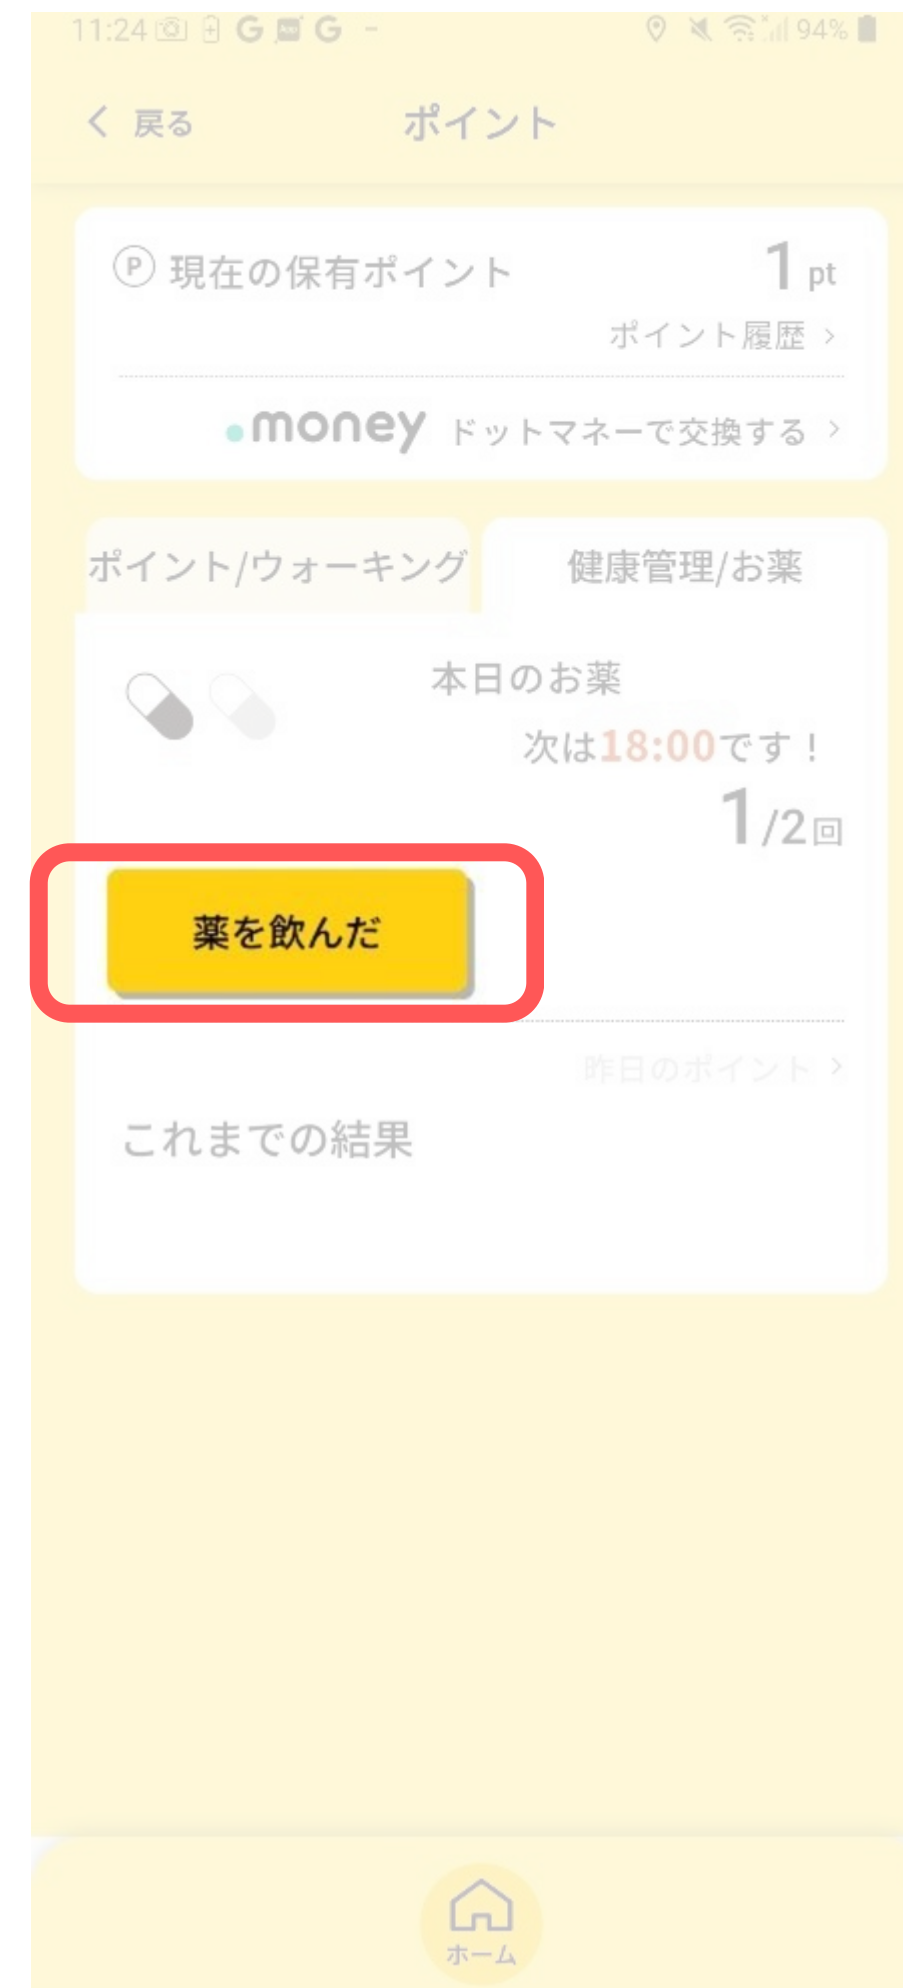 11:24 G G - 94%
戻る ポイント
P 現在の保有ポイント 1 pt
ポイント履歴 >
.money ドットマネーで交換する >
ポイント/ウォーキング 健康管理/お薬
本日のお薬
次は18:00です！
1/2回
薬を飲んだ
昨日のポイント >
これまでの結果
ホーム